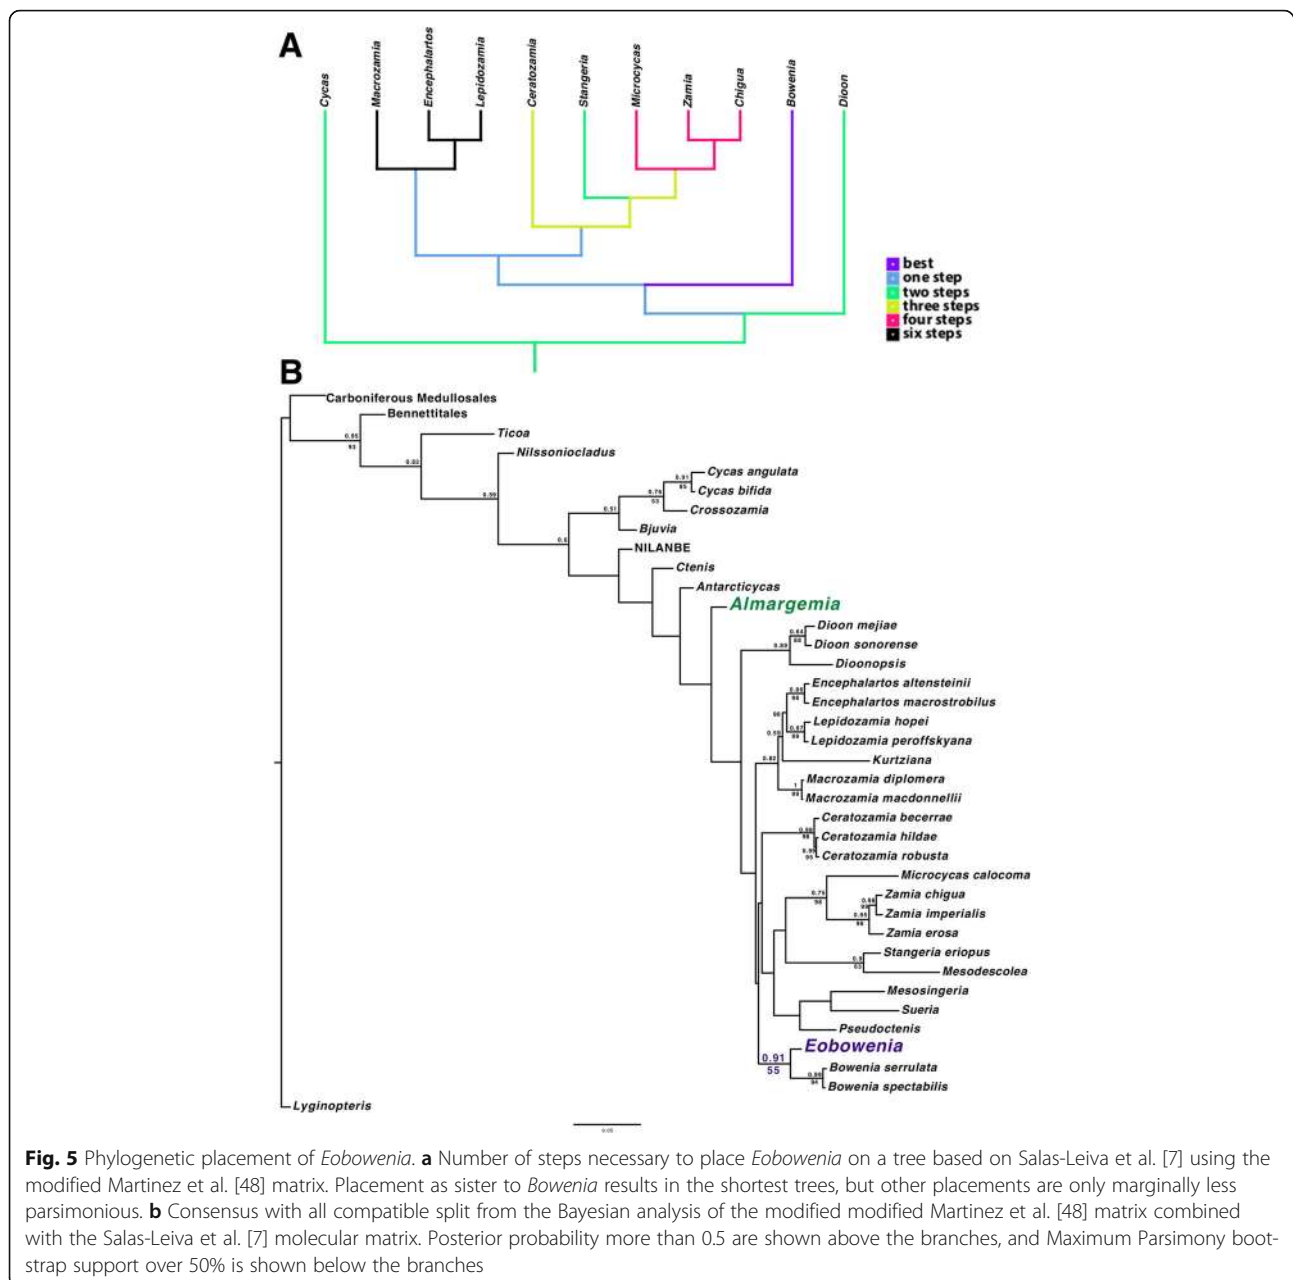 A
Cycas
Macrozamia
Encephalartos
Lepidozamia
Ceratozamia
Stangeria
Microcycas
Zamia
Chigua
Bowenia
Dioon
best
one step
two steps
three steps
four steps
six steps
B
Carboniferous Medullosales
Bennettitales
Ticoa
Nilssoniocladus
Cycas angulata
Cycas bifida
Crossozamia
Bjuvia
NILANBE
Ctenis
Antarcticycas
Almargemia
Dioon mejiae
Dioon sonorense
Dioonopsis
Encephalartos altensteinii
Encephalartos macrostrobilus
Lepidozamia hopei
Lepidozamia peroffskyana
Kurtziana
Macrozamia diplomera
Macrozamia macdonnellii
Ceratozamia becerrae
Ceratozamia hildae
Ceratozamia robusta
Microcycas calocoma
Zamia chigua
Zamia imperialis
Zamia erosa
Stangeria eriopus
Mesodescolea
Mesosingeria
Sueria
Pseudoctenis
Eobowenia
0.91
55
Bowenia serrulata
Bowenia spectabilis
Lyginopteris
Fig. 5 Phylogenetic placement of Eobowenia. a Number of steps necessary to place Eobowenia on a tree based on Salas-Leiva et al. [7] using the
modified Martinez et al. [48] matrix. Placement as sister to Bowenia results in the shortest trees, but other placements are only marginally less
parsimonious. b Consensus with all compatible split from the Bayesian analysis of the modified modified Martinez et al. [48] matrix combined
with the Salas-Leiva et al. [7] molecular matrix. Posterior probability more than 0.5 are shown above the branches, and Maximum Parsimony boot-
strap support over 50% is shown below the branches